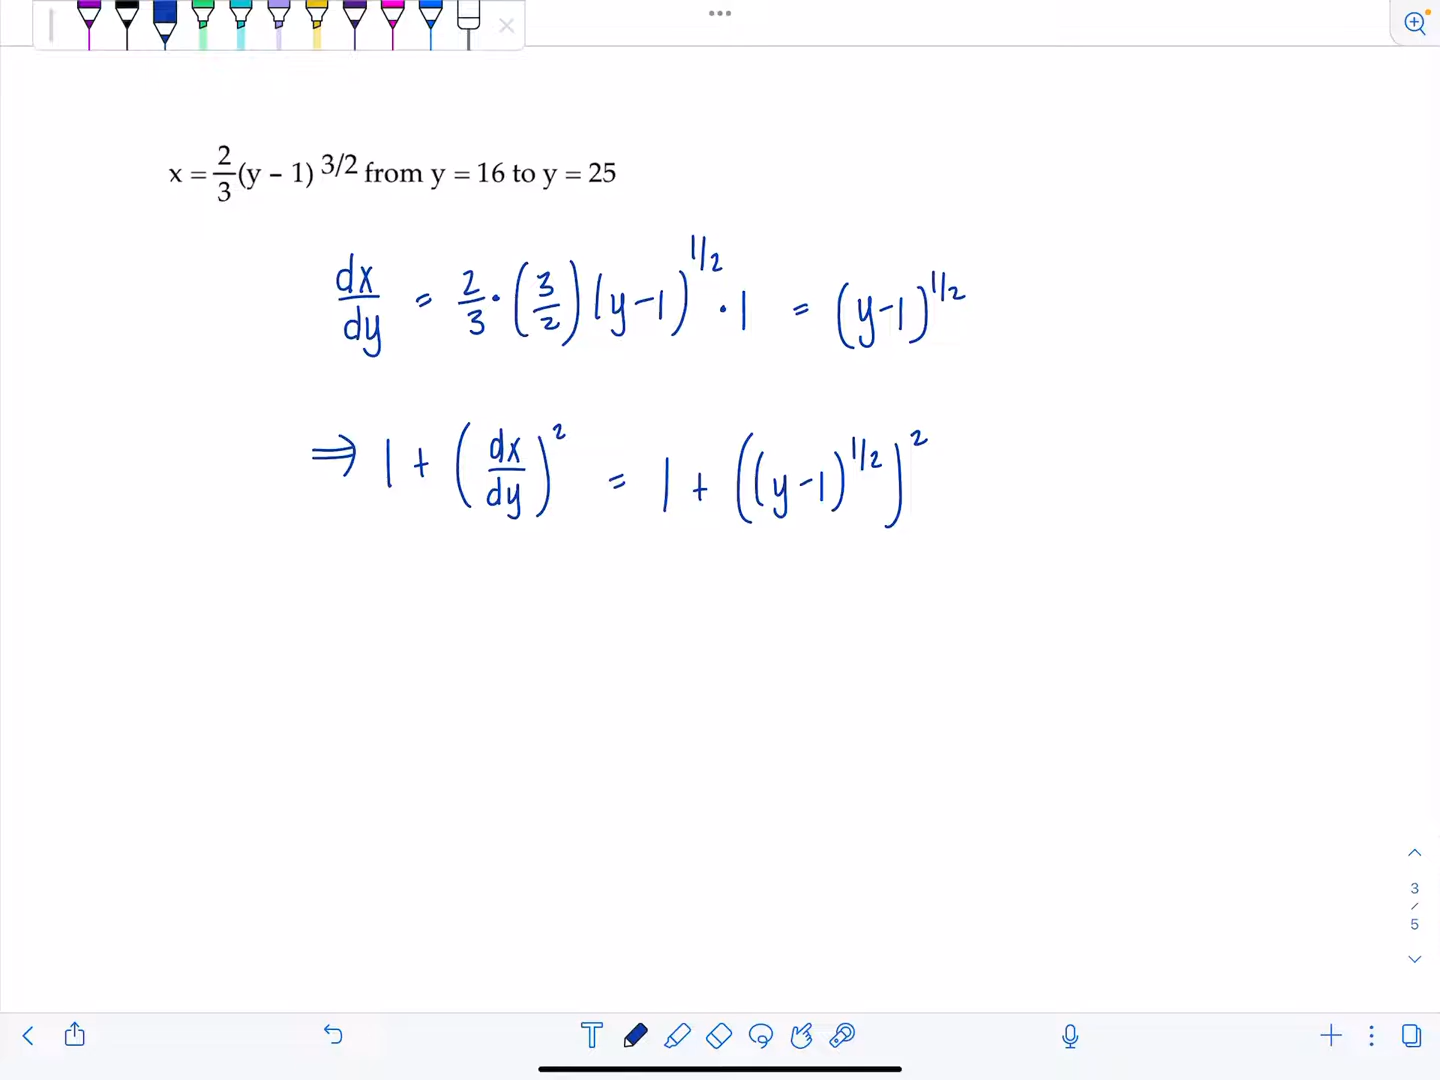 x = 2/3 (y − 1) 3/2 from y = 16 to y = 25
dx/dy = 2/3 · (3/2) (y−1)^1/2 · 1 = (y−1)^1/2
⇒ 1 + (dx/dy)^2 = 1 + ((y−1)^1/2)^2
3
/
5
T